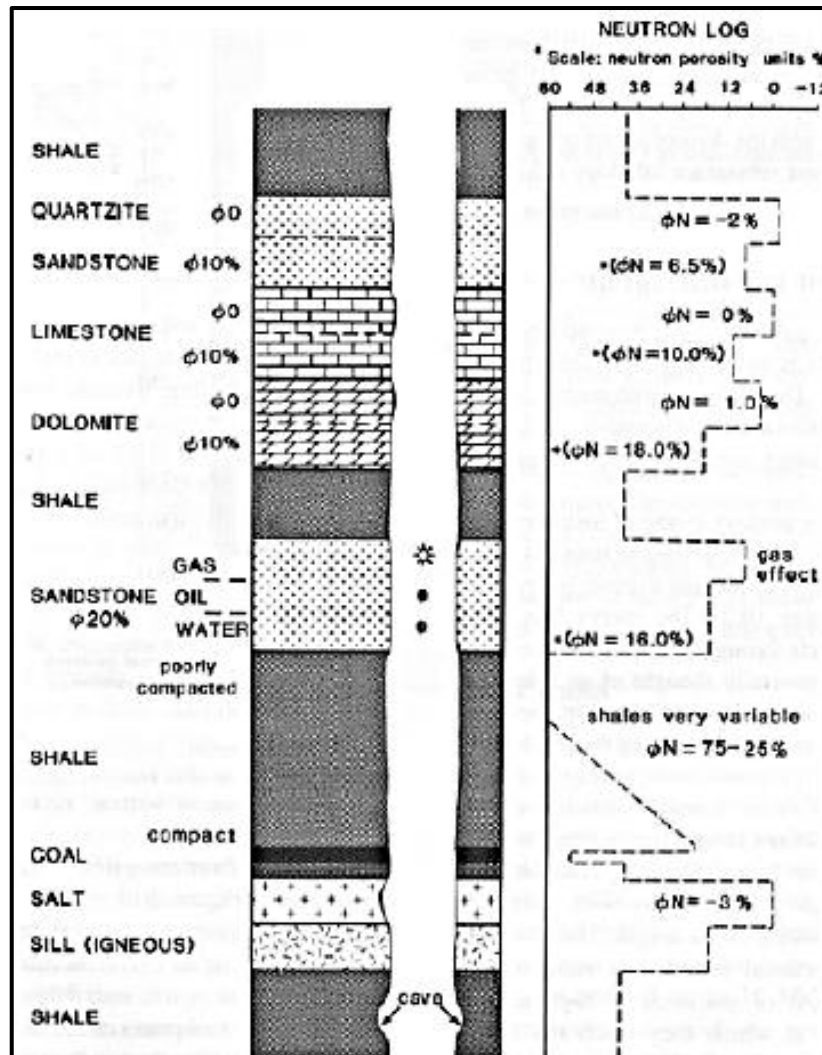 NEUTRON LOG
* Scale: neutron porosity units %
60 48 36 24 12 0 -12
SHALE
QUARTZITE ϕ0
ϕN = -2%
SANDSTONE ϕ10%
*(ϕN = 6.5%)
ϕ0
ϕN = 0%
LIMESTONE
ϕ10%
*(ϕN = 10.0%)
ϕ0
ϕN = 1.0%
DOLOMITE
ϕ10%
*(ϕN = 18.0%)
SHALE
GAS
gas
effect
SANDSTONE OIL
ϕ20%
WATER
*(ϕN = 16.0%)
poorly
compacted
shales very variable
ϕN = 75-25%
SHALE
compact
COAL
SALT
ϕN = -3%
SILL (IGNEOUS)
cave
SHALE